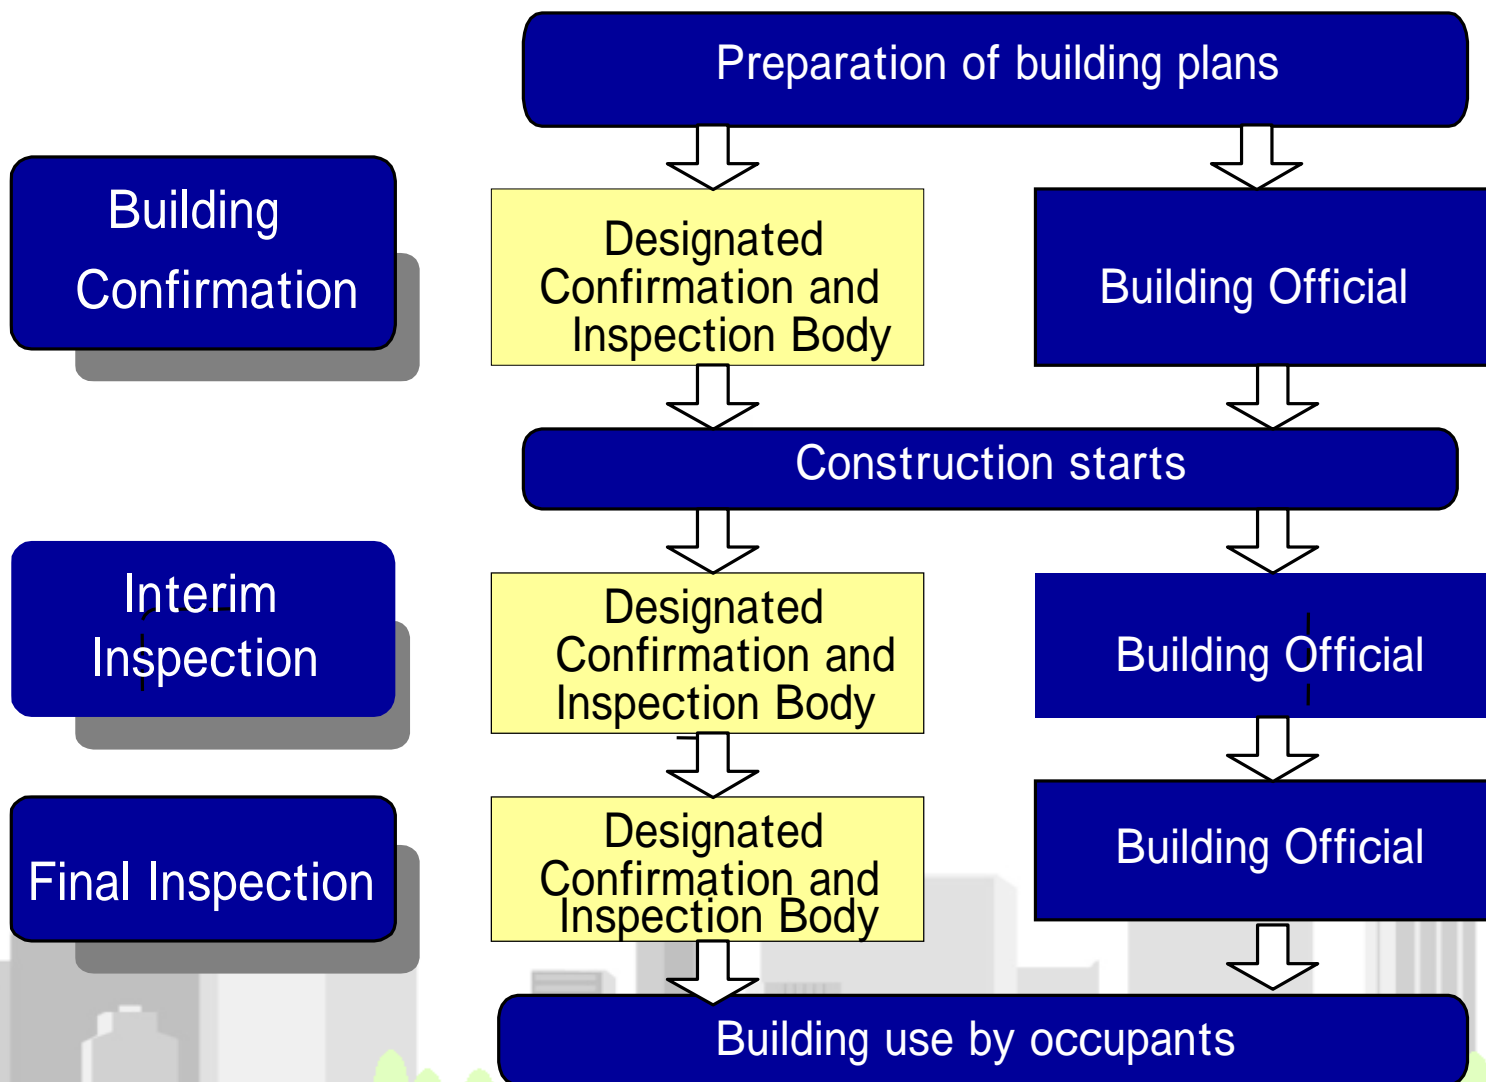 Preparation of building plans
Building
Confirmation
Designated
Confirmation and
Inspection Body
Building Official
Construction starts
Interim
Inspection
Designated
Confirmation and
Inspection Body
Building Official
Final Inspection
Designated
Confirmation and
Inspection Body
Building Official
Building use by occupants